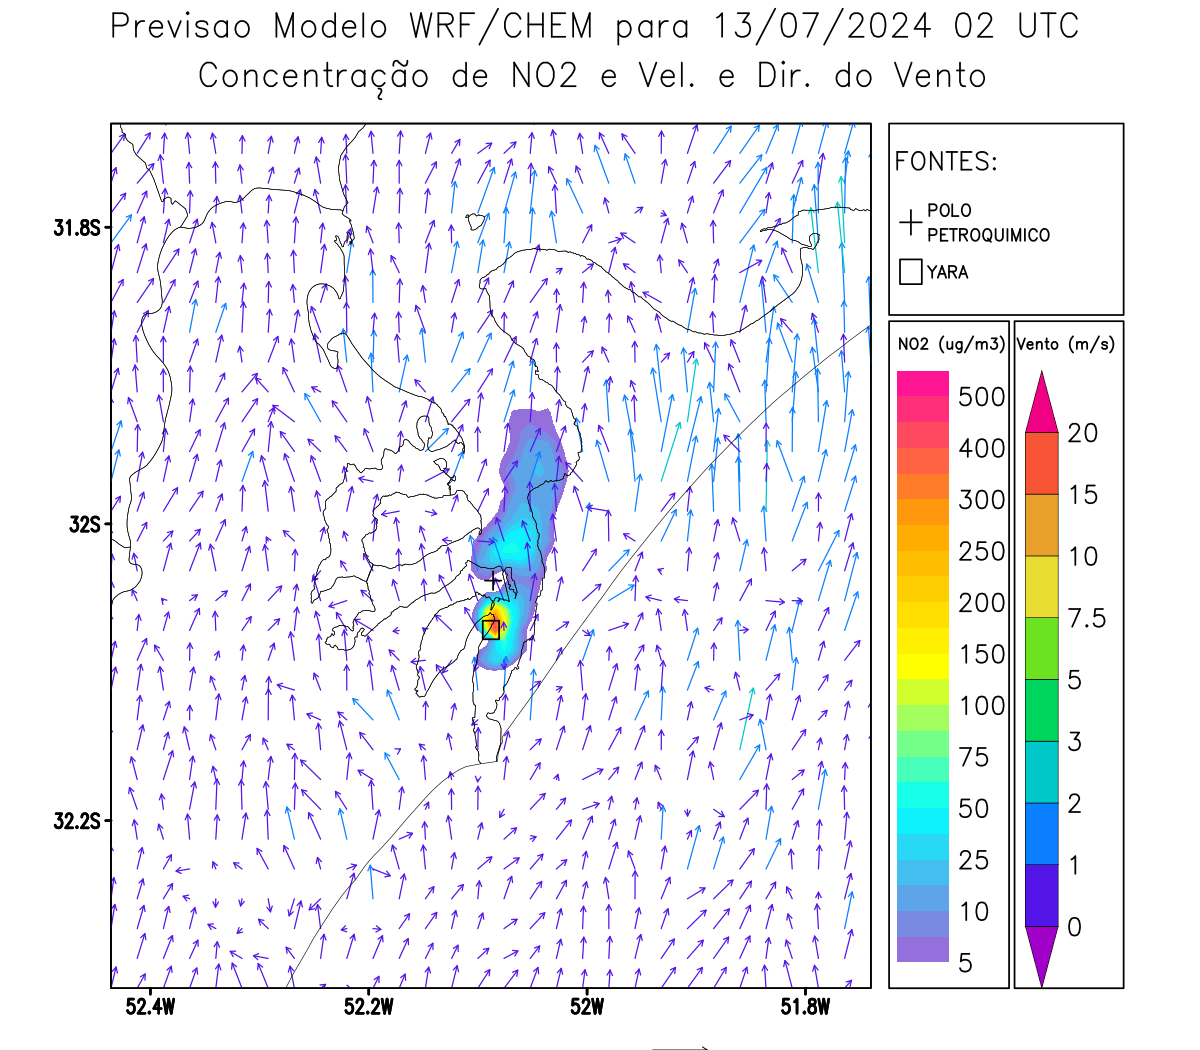 Previsao Modelo WRF/CHEM para 13/07/2024 02 UTC
Concentração de NO2 e Vel. e Dir. do Vento
FONTES:
POLO
PETROQUIMICO
YARA
NO2 (ug/m3)
500
400
300
250
200
150
100
75
50
25
10
5
Vento (m/s)
20
15
10
7.5
5
3
2
1
0
31.8S
32S
32.2S
52.4W
52.2W
52W
51.8W